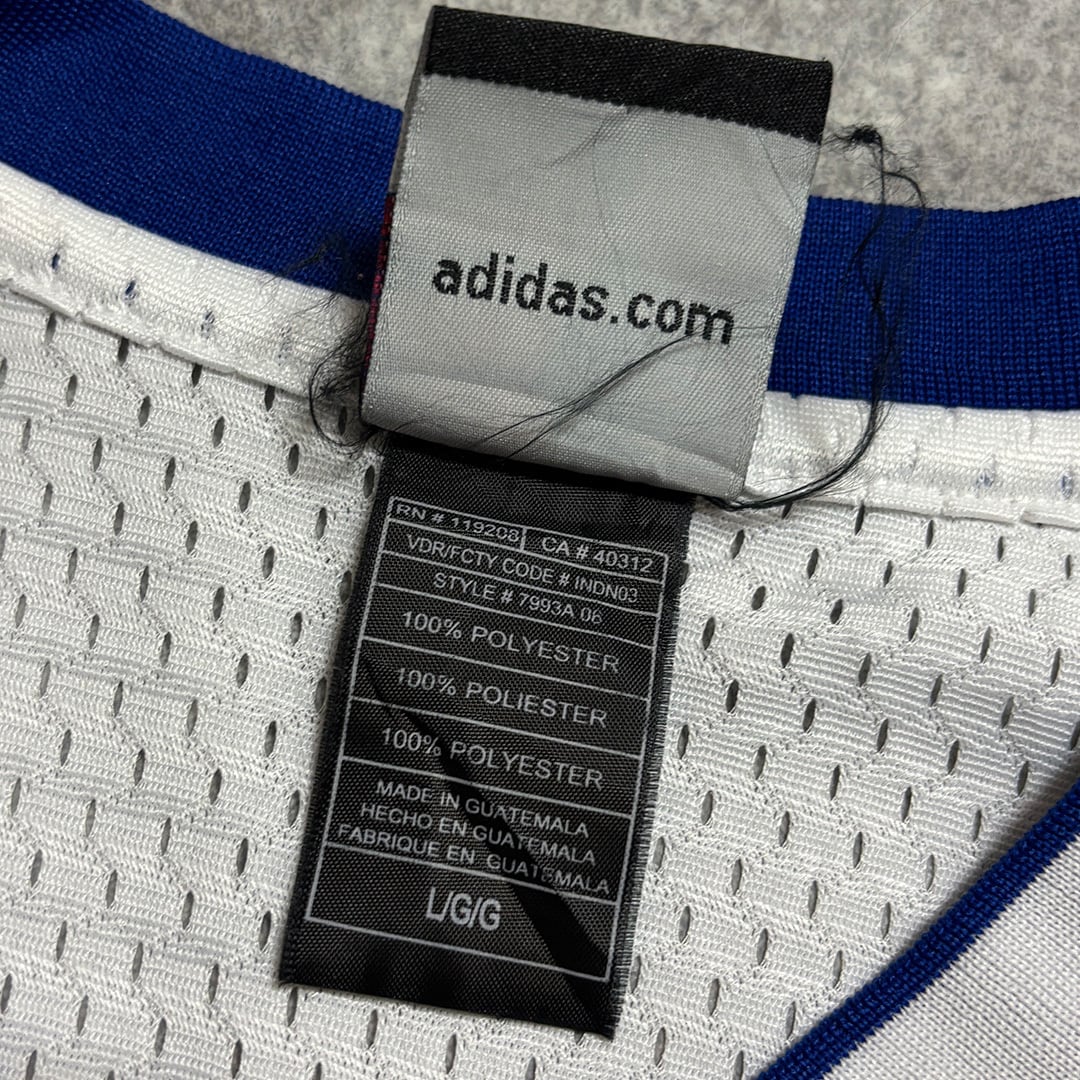 adidas.com
RN # 119208 CA # 40312
VDR/FCTY CODE # INDN03
STYLE # 7993A 06
100% POLYESTER
100% POLIESTER
100% POLYESTER
MADE IN GUATEMALA
HECHO EN GUATEMALA
FABRIQUE EN GUATEMALA
L/G/G